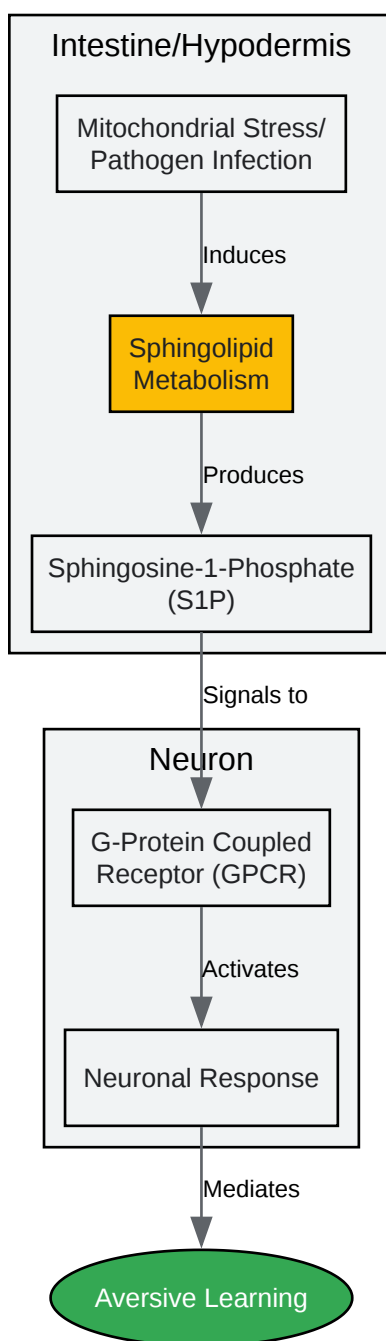 Intestine/Hypodermis
Mitochondrial Stress/
Pathogen Infection
Induces
Sphingolipid
Metabolism
Produces
Sphingosine-1-Phosphate
(S1P)
Signals to
Neuron
G-Protein Coupled
Receptor (GPCR)
Activates
Neuronal Response
Mediates
Aversive Learning